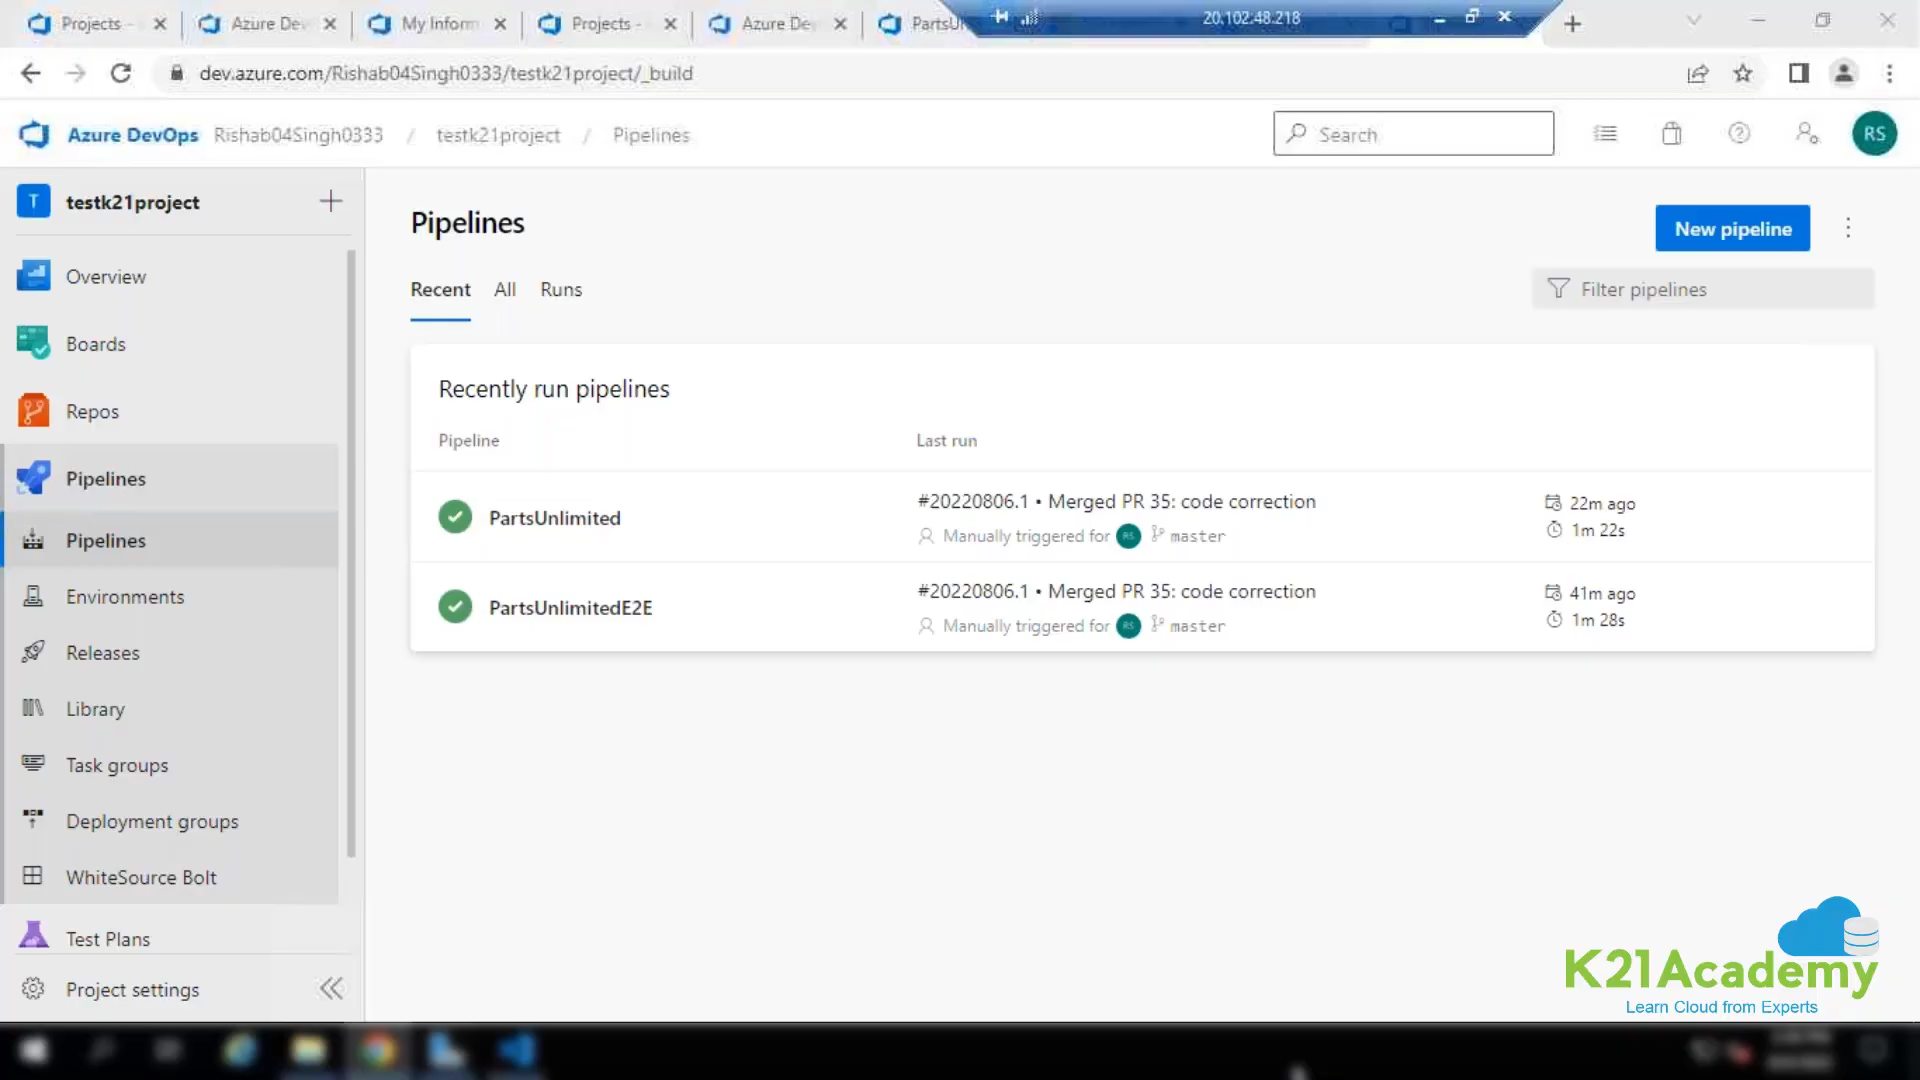 Projects -
Azure Dev
My Inform
Projects -
Azure De
PartsUn
20.102.48.218
dev.azure.com/Rishab04Singh0333/testk21project/_build
Azure DevOps Rishab04Singh0333 / testk21project / Pipelines
Search
RS
T testk21project
Overview
Boards
Repos
Pipelines
Pipelines
Environments
Releases
Library
Task groups
Deployment groups
WhiteSource Bolt
Test Plans
Project settings
Pipelines
New pipeline
Recent All Runs
Filter pipelines
Recently run pipelines
Pipeline Last run
PartsUnlimited
#20220806.1 • Merged PR 35: code correction
22m ago
Manually triggered for RS master
1m 22s
PartsUnlimitedE2E
#20220806.1 • Merged PR 35: code correction
41m ago
Manually triggered for RS master
1m 28s
K21Academy
Learn Cloud from Experts